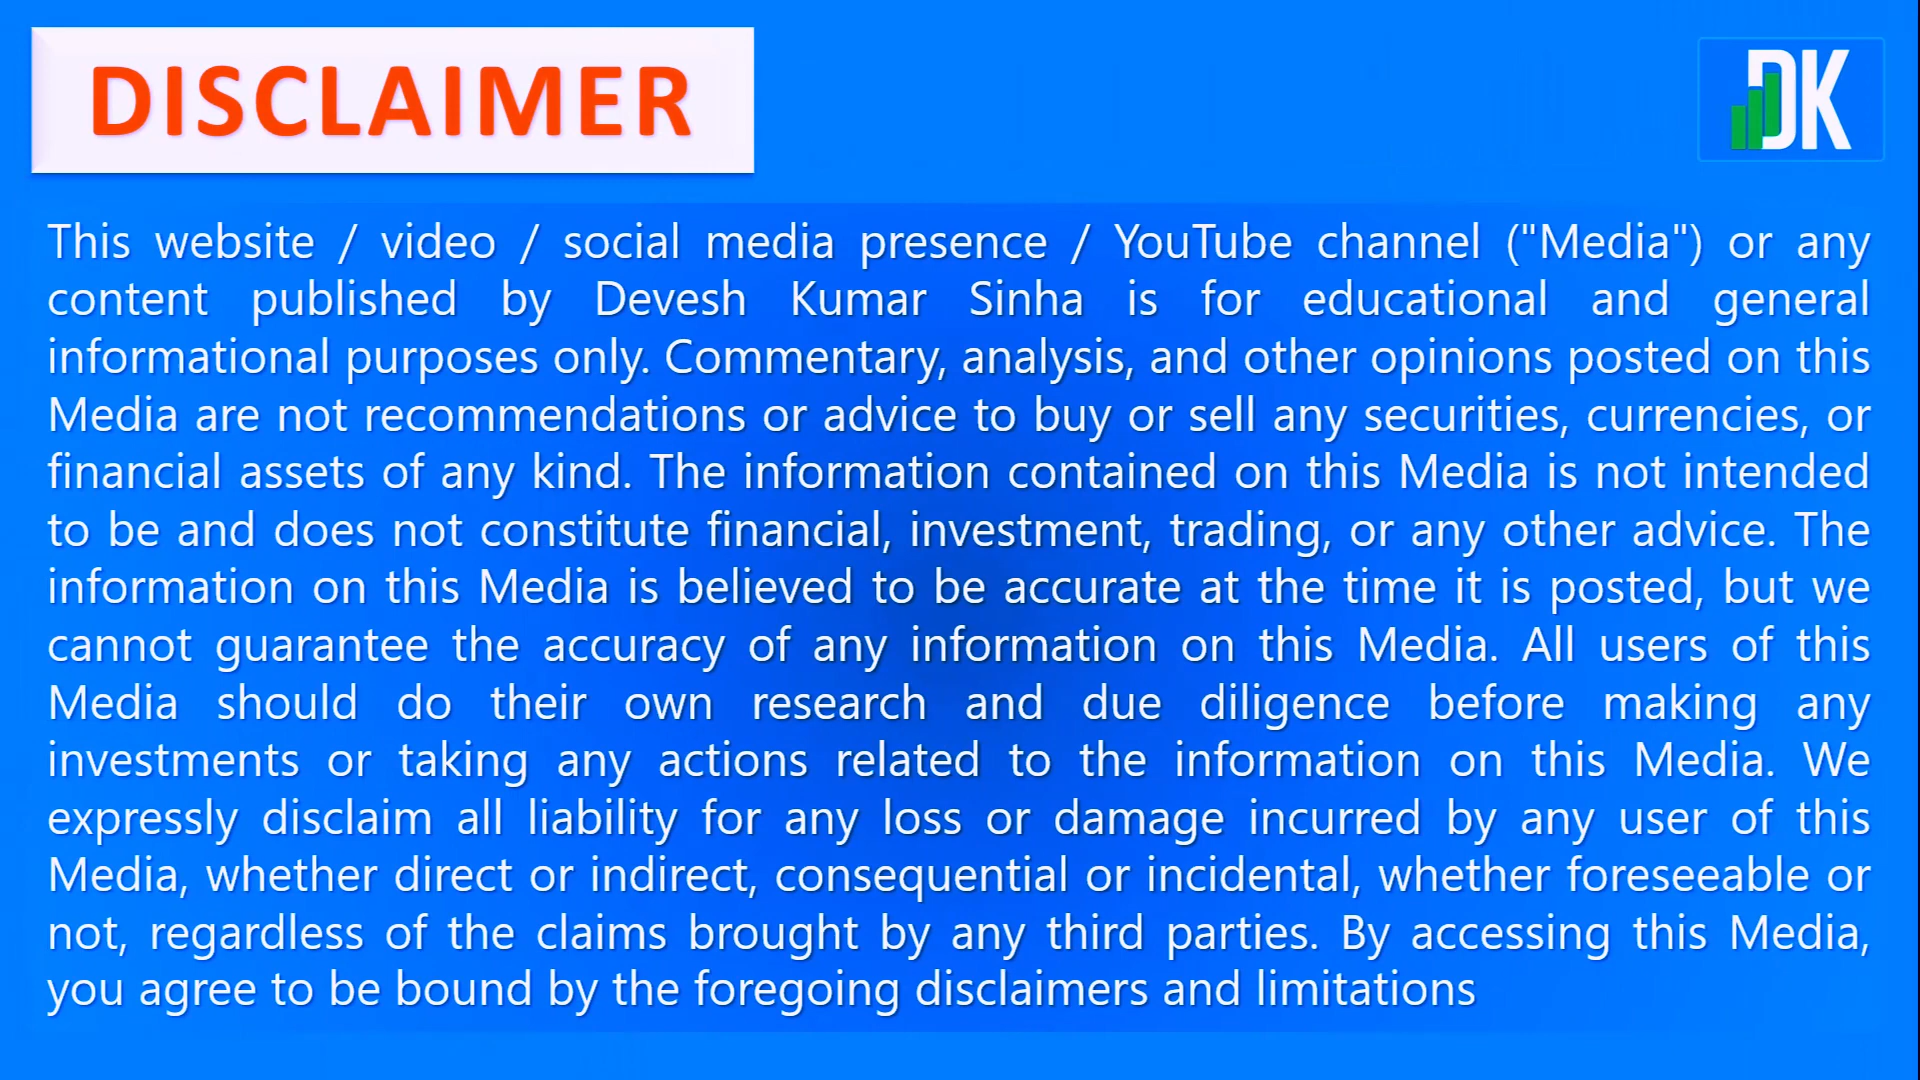 DISCLAIMER
DK
This website / video / social media presence / YouTube channel ("Media") or any
content published by Devesh Kumar Sinha is for educational and general
informational purposes only. Commentary, analysis, and other opinions posted on this
Media are not recommendations or advice to buy or sell any securities, currencies, or
financial assets of any kind. The information contained on this Media is not intended
to be and does not constitute financial, investment, trading, or any other advice. The
information on this Media is believed to be accurate at the time it is posted, but we
cannot guarantee the accuracy of any information on this Media. All users of this
Media should do their own research and due diligence before making any
investments or taking any actions related to the information on this Media. We
expressly disclaim all liability for any loss or damage incurred by any user of this
Media, whether direct or indirect, consequential or incidental, whether foreseeable or
not, regardless of the claims brought by any third parties. By accessing this Media,
you agree to be bound by the foregoing disclaimers and limitations